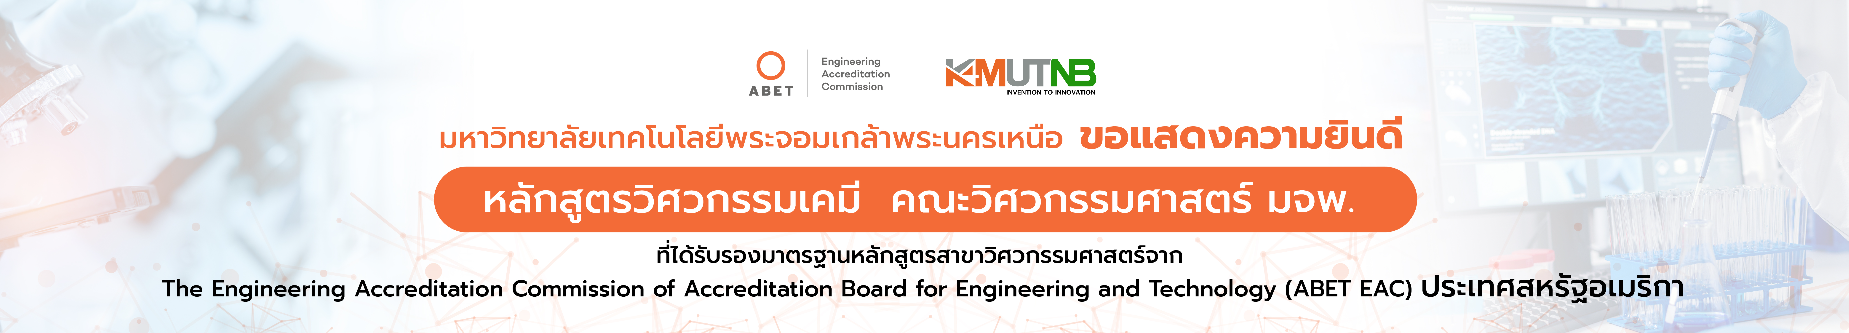 ABET
Engineering
Accreditation
Commission
KMUTNB
INVENTION TO INNOVATION
มหาวิทยาลัยเทคโนโลยีพระจอมเกล้าพระนครเหนือ ขอแสดงความยินดี
หลักสูตรวิศวกรรมเคมี คณะวิศวกรรมศาสตร์ มจพ.
ที่ได้รับรองมาตรฐานหลักสูตรสาขาวิศวกรรมศาสตร์จาก
The Engineering Accreditation Commission of Accreditation Board for Engineering and Technology (ABET EAC) ประเทศสหรัฐอเมริกา